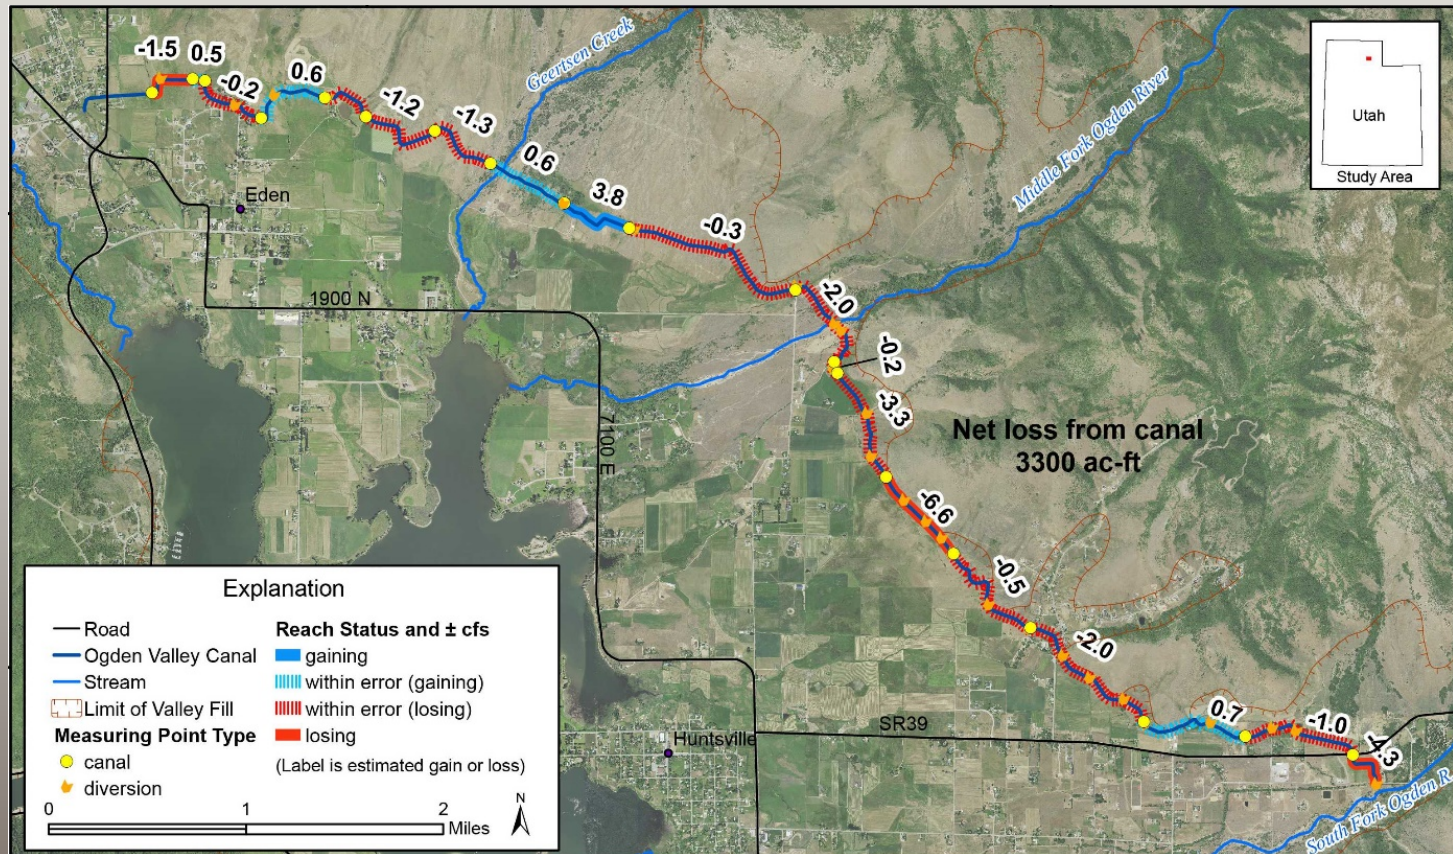 -1.5
0.5
-0.2
0.6
-1.2
-1.3
Geertsen Creek
0.6
3.8
-0.3
Middle Fork Ogden River
Utah
Study Area
Eden
1900 N
-2.0
-0.2
-3.3
7100 E
Net loss from canal
3300 ac-ft
-6.6
-0.5
-2.0
0.7
-1.0
-4.3
SR39
Huntsville
South Fork Ogden R
Explanation
Road
Ogden Valley Canal
Stream
Limit of Valley Fill
Measuring Point Type
canal
diversion
Reach Status and ± cfs
gaining
within error (gaining)
within error (losing)
losing
(Label is estimated gain or loss)
0 1 2
Miles
N